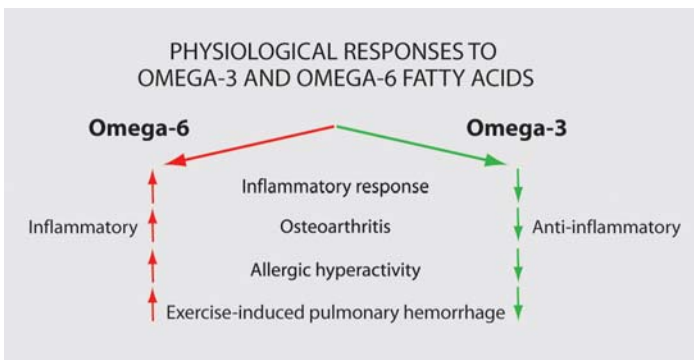 PHYSIOLOGICAL RESPONSES TO
OMEGA-3 AND OMEGA-6 FATTY ACIDS
Omega-6
Omega-3
Inflammatory response
Inflammatory
Osteoarthritis
Anti-inflammatory
Allergic hyperactivity
Exercise-induced pulmonary hemorrhage